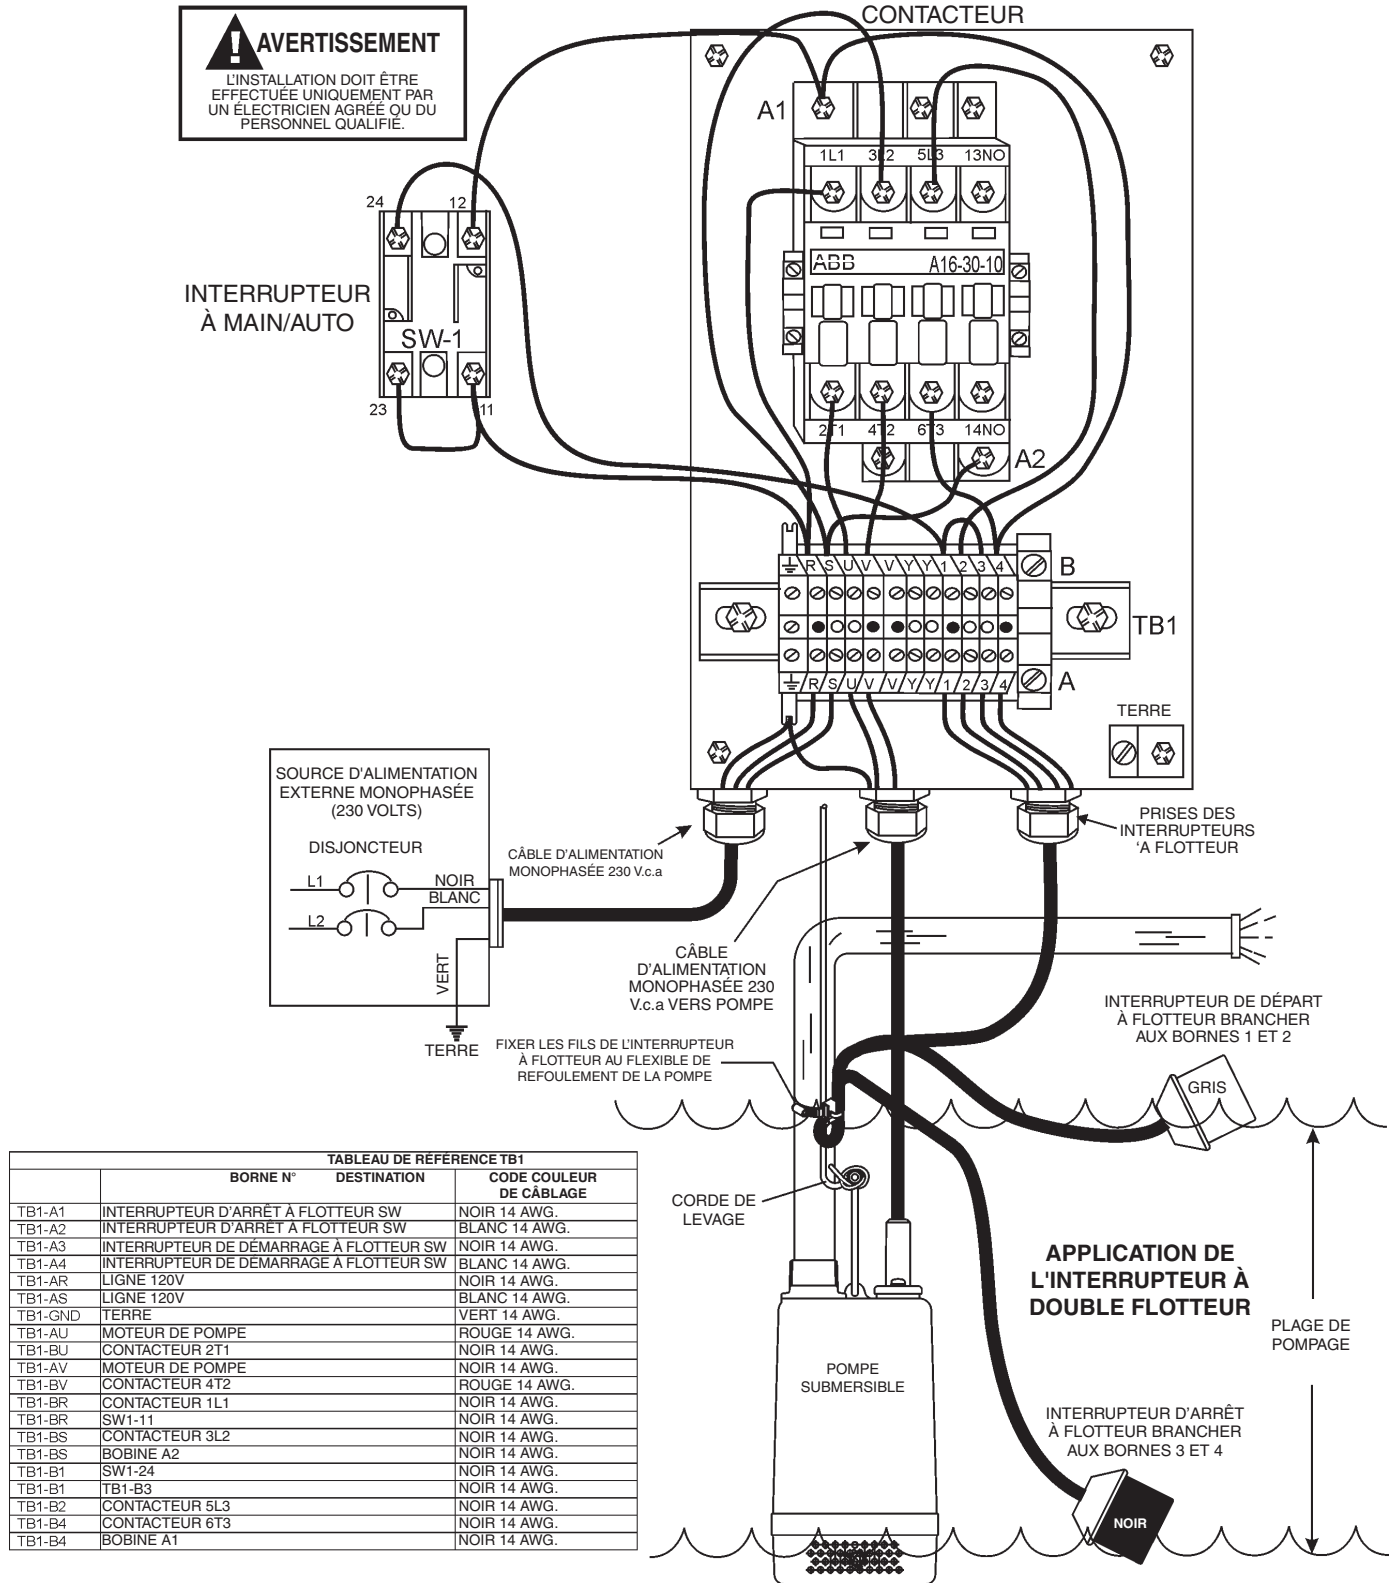 CONTACTEUR
AVERTISSEMENT
L'INSTALLATION DOIT ÊTRE
EFFECTUÉE UNIQUEMENT PAR
UN ÉLECTRICIEN AGRÉÉ OU DU
PERSONNEL QUALIFIÉ.
A1
1L1 3L2 5L3 13NO
24 12
ABB A16-30-10
INTERRUPTEUR
À MAIN/AUTO
SW-1
23 11
2T1 4T2 6T3 14NO
A2
R S U V V Y Y 1 2 3 4
B
TB1
R S U V V Y Y 1 2 3 4
A
TERRE
SOURCE D'ALIMENTATION
EXTERNE MONOPHASÉE
(230 VOLTS)
DISJONCTEUR
L1 NOIR
BLANC
L2
VERT
TERRE
CÂBLE D'ALIMENTATION
MONOPHASÉE 230 V.c.a
PRISES DES
INTERRUPTEURS
'A FLOTTEUR
CÂBLE
D'ALIMENTATION
MONOPHASÉE 230
V.c.a VERS POMPE
INTERRUPTEUR DE DÉPART
À FLOTTEUR BRANCHER
AUX BORNES 1 ET 2
FIXER LES FILS DE L'INTERRUPTEUR
À FLOTTEUR AU FLEXIBLE DE
REFOULEMENT DE LA POMPE
GRIS
TABLEAU DE RÉFÉRENCE TB1
BORNE N° DESTINATION CODE COULEUR
DE CÂBLAGE
TB1-A1 INTERRUPTEUR D'ARRÊT À FLOTTEUR SW NOIR 14 AWG.
TB1-A2 INTERRUPTEUR D'ARRÊT À FLOTTEUR SW BLANC 14 AWG.
TB1-A3 INTERRUPTEUR DE DÉMARRAGE À FLOTTEUR SW NOIR 14 AWG.
TB1-A4 INTERRUPTEUR DE DÉMARRAGE À FLOTTEUR SW BLANC 14 AWG.
TB1-AR LIGNE 120V NOIR 14 AWG.
TB1-AS LIGNE 120V BLANC 14 AWG.
TB1-GND TERRE VERT 14 AWG.
TB1-AU MOTEUR DE POMPE ROUGE 14 AWG.
TB1-BU CONTACTEUR 2T1 NOIR 14 AWG.
TB1-AV MOTEUR DE POMPE NOIR 14 AWG.
TB1-BV CONTACTEUR 4T2 ROUGE 14 AWG.
TB1-BR CONTACTEUR 1L1 NOIR 14 AWG.
TB1-BR SW1-11 NOIR 14 AWG.
TB1-BS CONTACTEUR 3L2 NOIR 14 AWG.
TB1-BS BOBINE A2 NOIR 14 AWG.
TB1-B1 SW1-24 NOIR 14 AWG.
TB1-B1 TB1-B3 NOIR 14 AWG.
TB1-B2 CONTACTEUR 5L3 NOIR 14 AWG.
TB1-B4 CONTACTEUR 6T3 NOIR 14 AWG.
TB1-B4 BOBINE A1 NOIR 14 AWG.
CORDE DE
LEVAGE
APPLICATION DE
L'INTERRUPTEUR À
DOUBLE FLOTTEUR
PLAGE DE
POMPAGE
POMPE
SUBMERSIBLE
INTERRUPTEUR D'ARRÊT
À FLOTTEUR BRANCHER
AUX BORNES 3 ET 4
NOIR